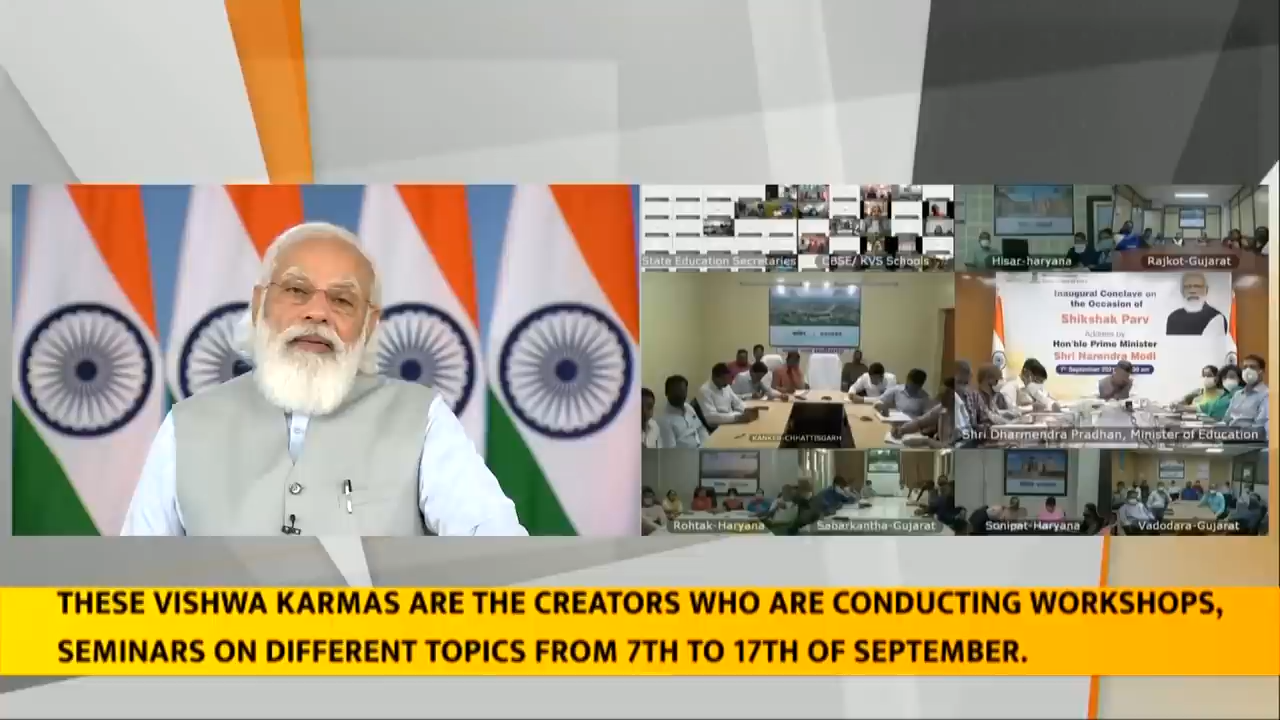 State Education Secretaries
CBSE/ KVS Schools
Hisar-haryana
Rajkot-Gujarat
Inaugural Conclave on
the Occasion of
Shikshak Parv
Address by
Hon'ble Prime Minister
Shri Narendra Modi
KANKER-CHHATTISGARH
Shri Dharmendra Pradhan, Minister of Education
Rohtak-Haryana
Sabarkantha-Gujarat
Sonipat-Haryana
Vadodara-Gujarat
THESE VISHWA KARMAS ARE THE CREATORS WHO ARE CONDUCTING WORKSHOPS,
SEMINARS ON DIFFERENT TOPICS FROM 7TH TO 17TH OF SEPTEMBER.